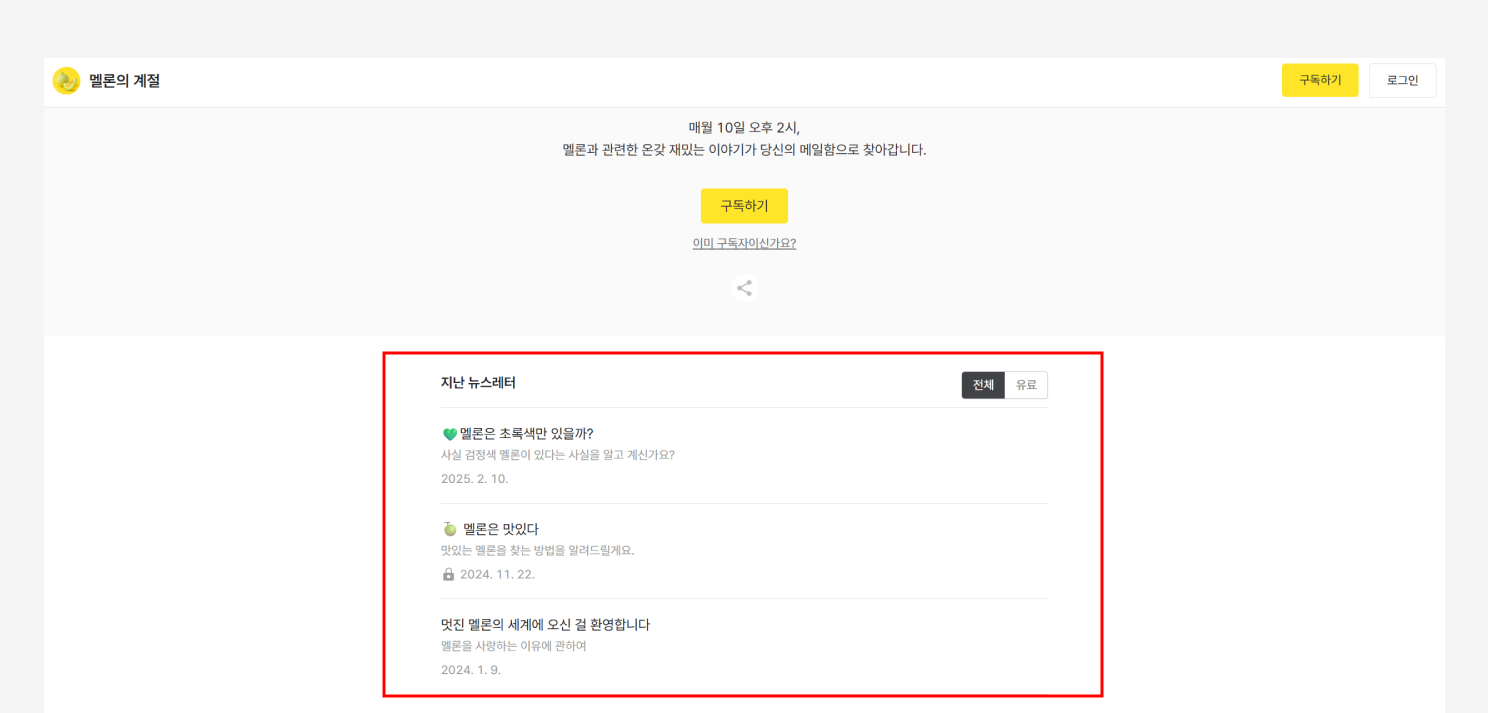 멜론의 계절
구독하기
로그인
매월 10일 오후 2시,
멜론과 관련한 온갖 재밌는 이야기가 당신의 메일함으로 찾아갑니다.
구독하기
이미 구독자이신가요?
지난 뉴스레터
전체
유료
💚멜론은 초록색만 있을까?
사실 검정색 멜론이 있다는 사실을 알고 계신가요?
2025. 2. 10.
🍈 멜론은 맛있다
맛있는 멜론을 찾는 방법을 알려드릴게요.
2024. 11. 22.
멋진 멜론의 세계에 오신 걸 환영합니다
멜론을 사랑하는 이유에 관하여
2024. 1. 9.